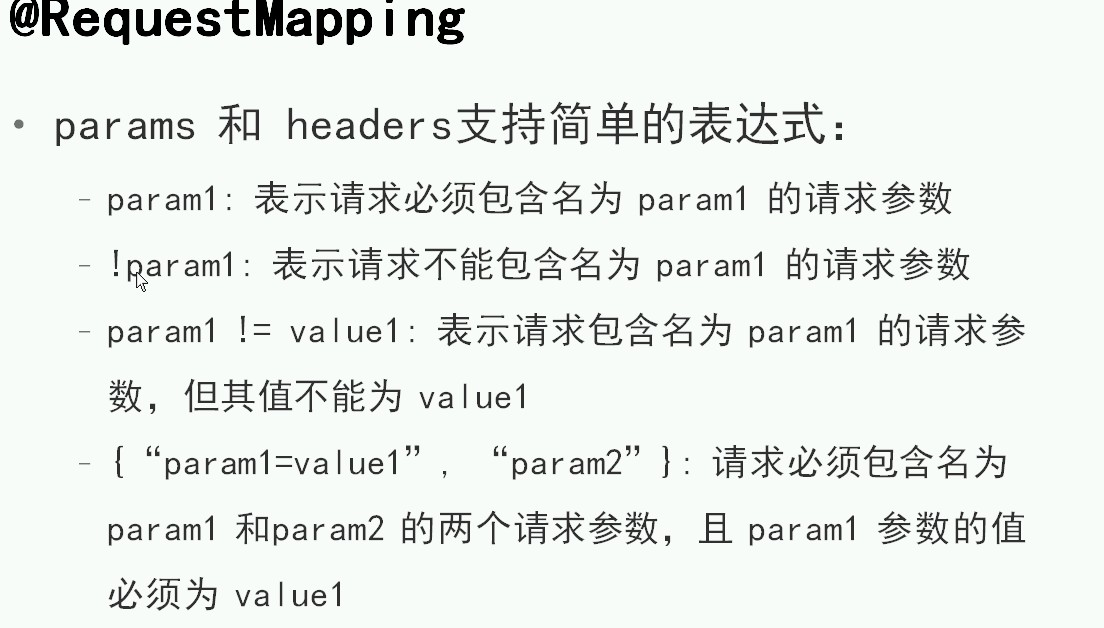 @RequestMapping
• params 和 headers支持简单的表达式:
– param1: 表示请求必须包含名为 param1 的请求参数
– !param1: 表示请求不能包含名为 param1 的请求参数
– param1 != value1: 表示请求包含名为 param1 的请求参
数，但其值不能为 value1
– {“param1=value1”, “param2”}: 请求必须包含名为
param1 和param2 的两个请求参数，且 param1 参数的值
必须为 value1